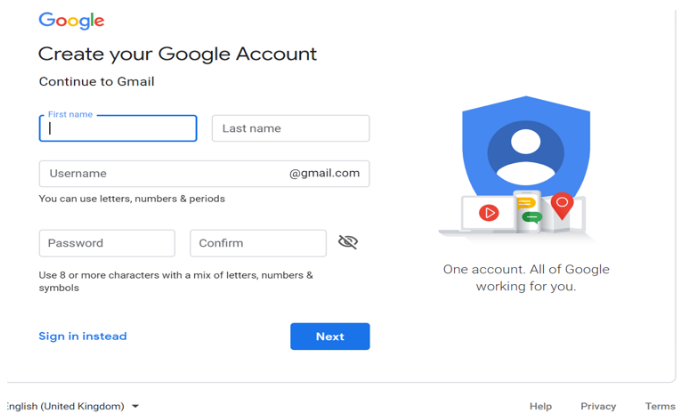 Google
Create your Google Account
Continue to Gmail
First name
Last name
Username @gmail.com
You can use letters, numbers & periods
Password Confirm
Use 8 or more characters with a mix of letters, numbers &
symbols
One account. All of Google
working for you.
Sign in instead Next
English (United Kingdom) Help Privacy Terms